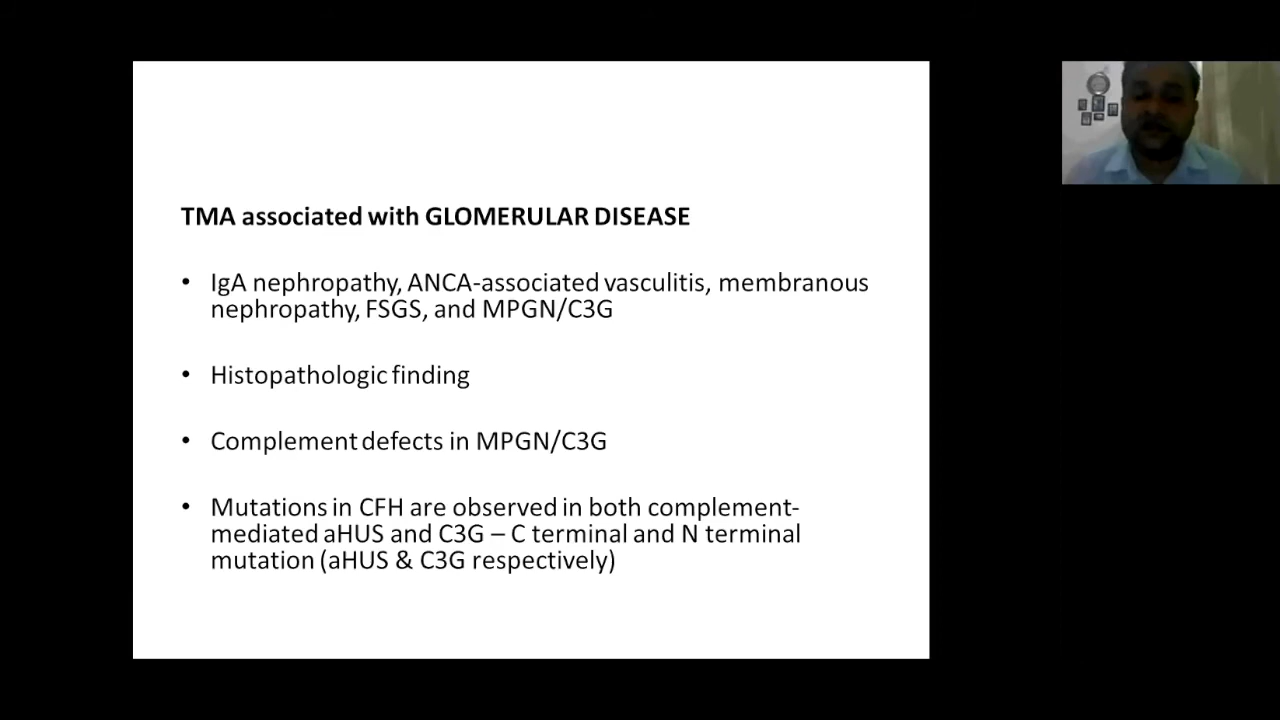 TMA associated with GLOMERULAR DISEASE
• IgA nephropathy, ANCA-associated vasculitis, membranous
nephropathy, FSGS, and MPGN/C3G
• Histopathologic finding
• Complement defects in MPGN/C3G
• Mutations in CFH are observed in both complement-
mediated aHUS and C3G – C terminal and N terminal
mutation (aHUS & C3G respectively)